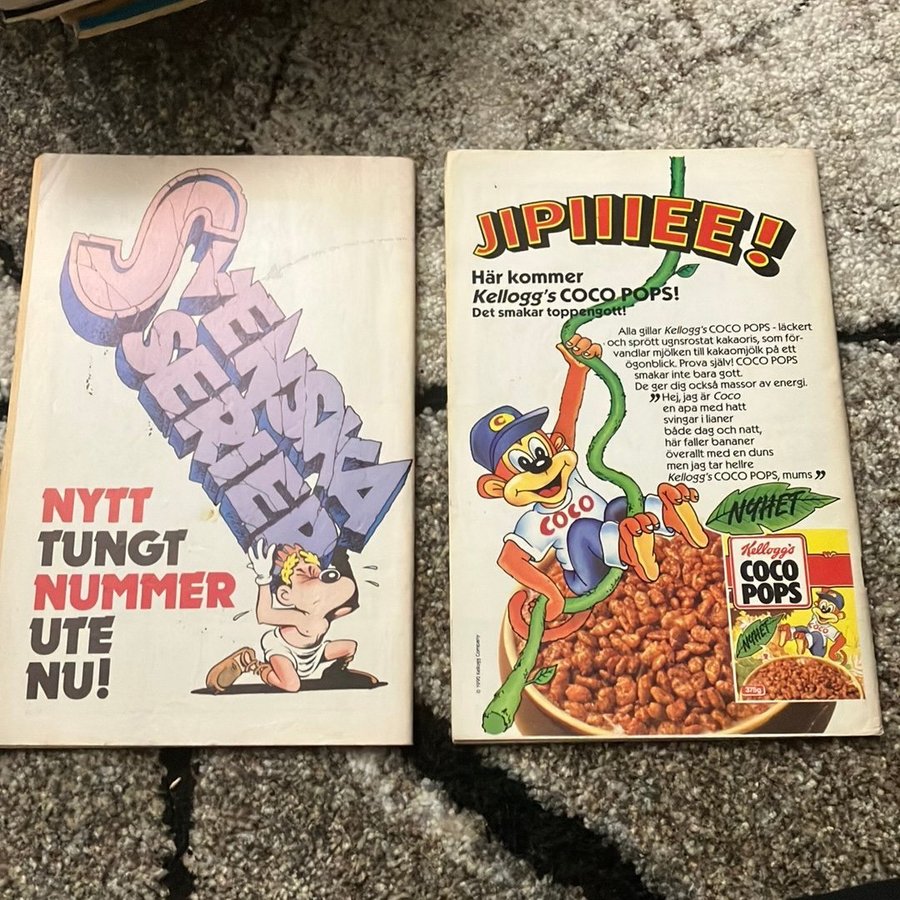 SVENSKA
SERIER
NYTT
TUNGT
NUMMER
UTE
NU!
JIPIIIEE!
Här kommer
Kellogg's COCO POPS!
Det smakar toppengott!
Alla gillar Kellogg's COCO POPS - läckert
och sprött ugnsrostat kakaoris, som för-
vandlar mjölken till kakaomjölk på ett
ögonblick. Prova själv! COCO POPS
smakar inte bara gott.
De ger dig också massor av energi.
”Hej, jag är Coco
en apa med hatt
svingar i lianer
både dag och natt,
här faller bananer
överallt med en duns
men jag tar hellre
Kellogg's COCO POPS, mums”
C
COCO
NYHET
Kellogg's
COCO
POPS
COCO
NYHET
375g
© 1990 Kellogg Company